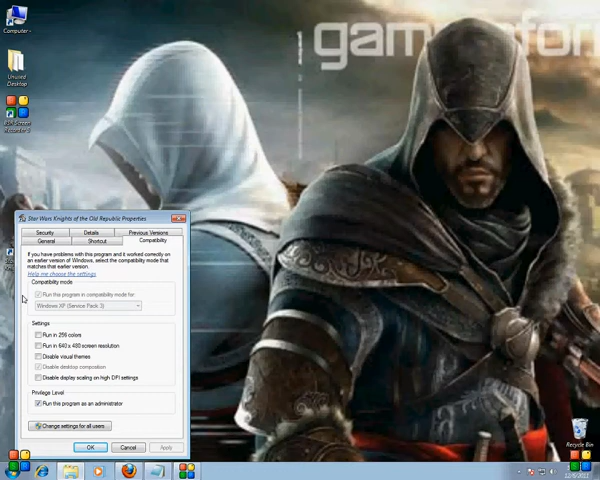 Computer -
Unused
Desktop
Star Wars Knights of the Old Republic Properties
Security Details Previous Versions
General Shortcut Compatibility
If you have problems with this program and it worked correctly on
an earlier version of Windows, select the compatibility mode that
matches that earlier version.
Help me choose the settings
Compatibility mode
Run this program in compatibility mode for:
Windows XP (Service Pack 3)
Settings
Run in 256 colors
Run in 640 x 480 screen resolution
Disable visual themes
Disable desktop composition
Disable display scaling on high DPI settings
Privilege Level
Run this program as an administrator
Change settings for all users
OK Cancel Apply
Recycle Bin